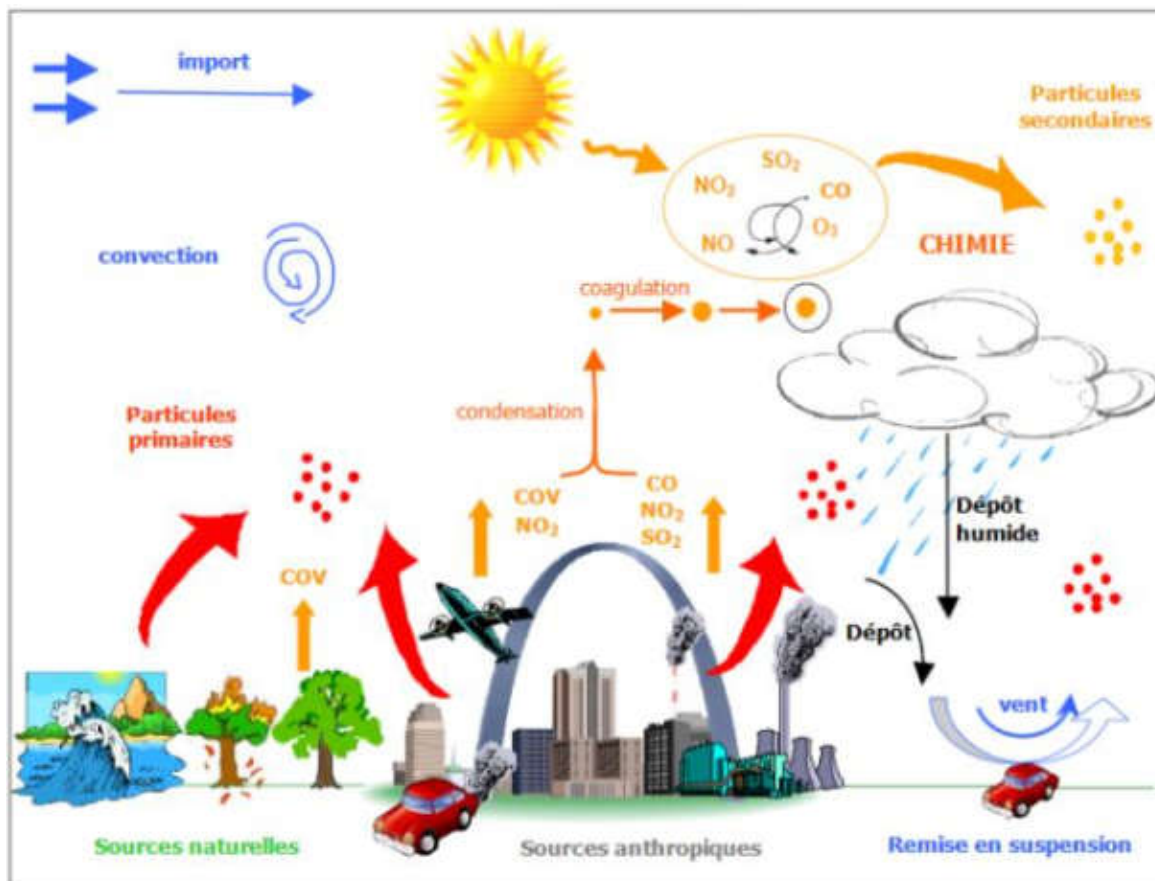 import
Particules
secondaires
SO₂
NO₂
CO
O₃
NO
CHIMIE
convection
coagulation
condensation
Particules
primaires
COV
NO₂
CO
NO₂
SO₂
Dépôt
humide
COV
Dépôt
vent
Sources naturelles
Sources anthropiques
Remise en suspension